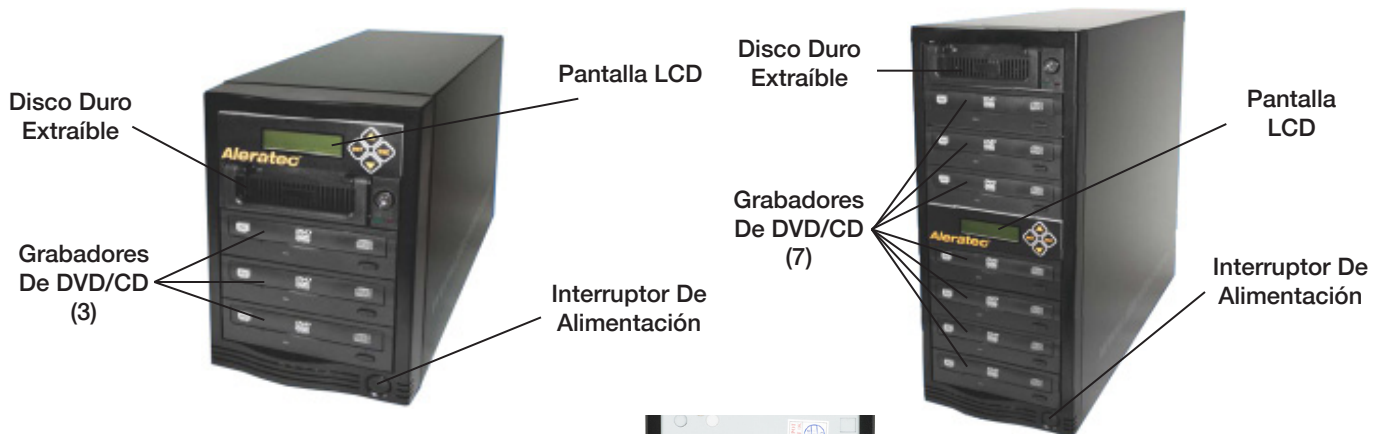 Disco Duro
Extraíble
Pantalla LCD
Aleratec
Grabadores
De DVD/CD
(3)
Interruptor De
Alimentación
Disco Duro
Extraíble
Pantalla
LCD
Grabadores
De DVD/CD
(7)
Aleratec
Interruptor De
Alimentación